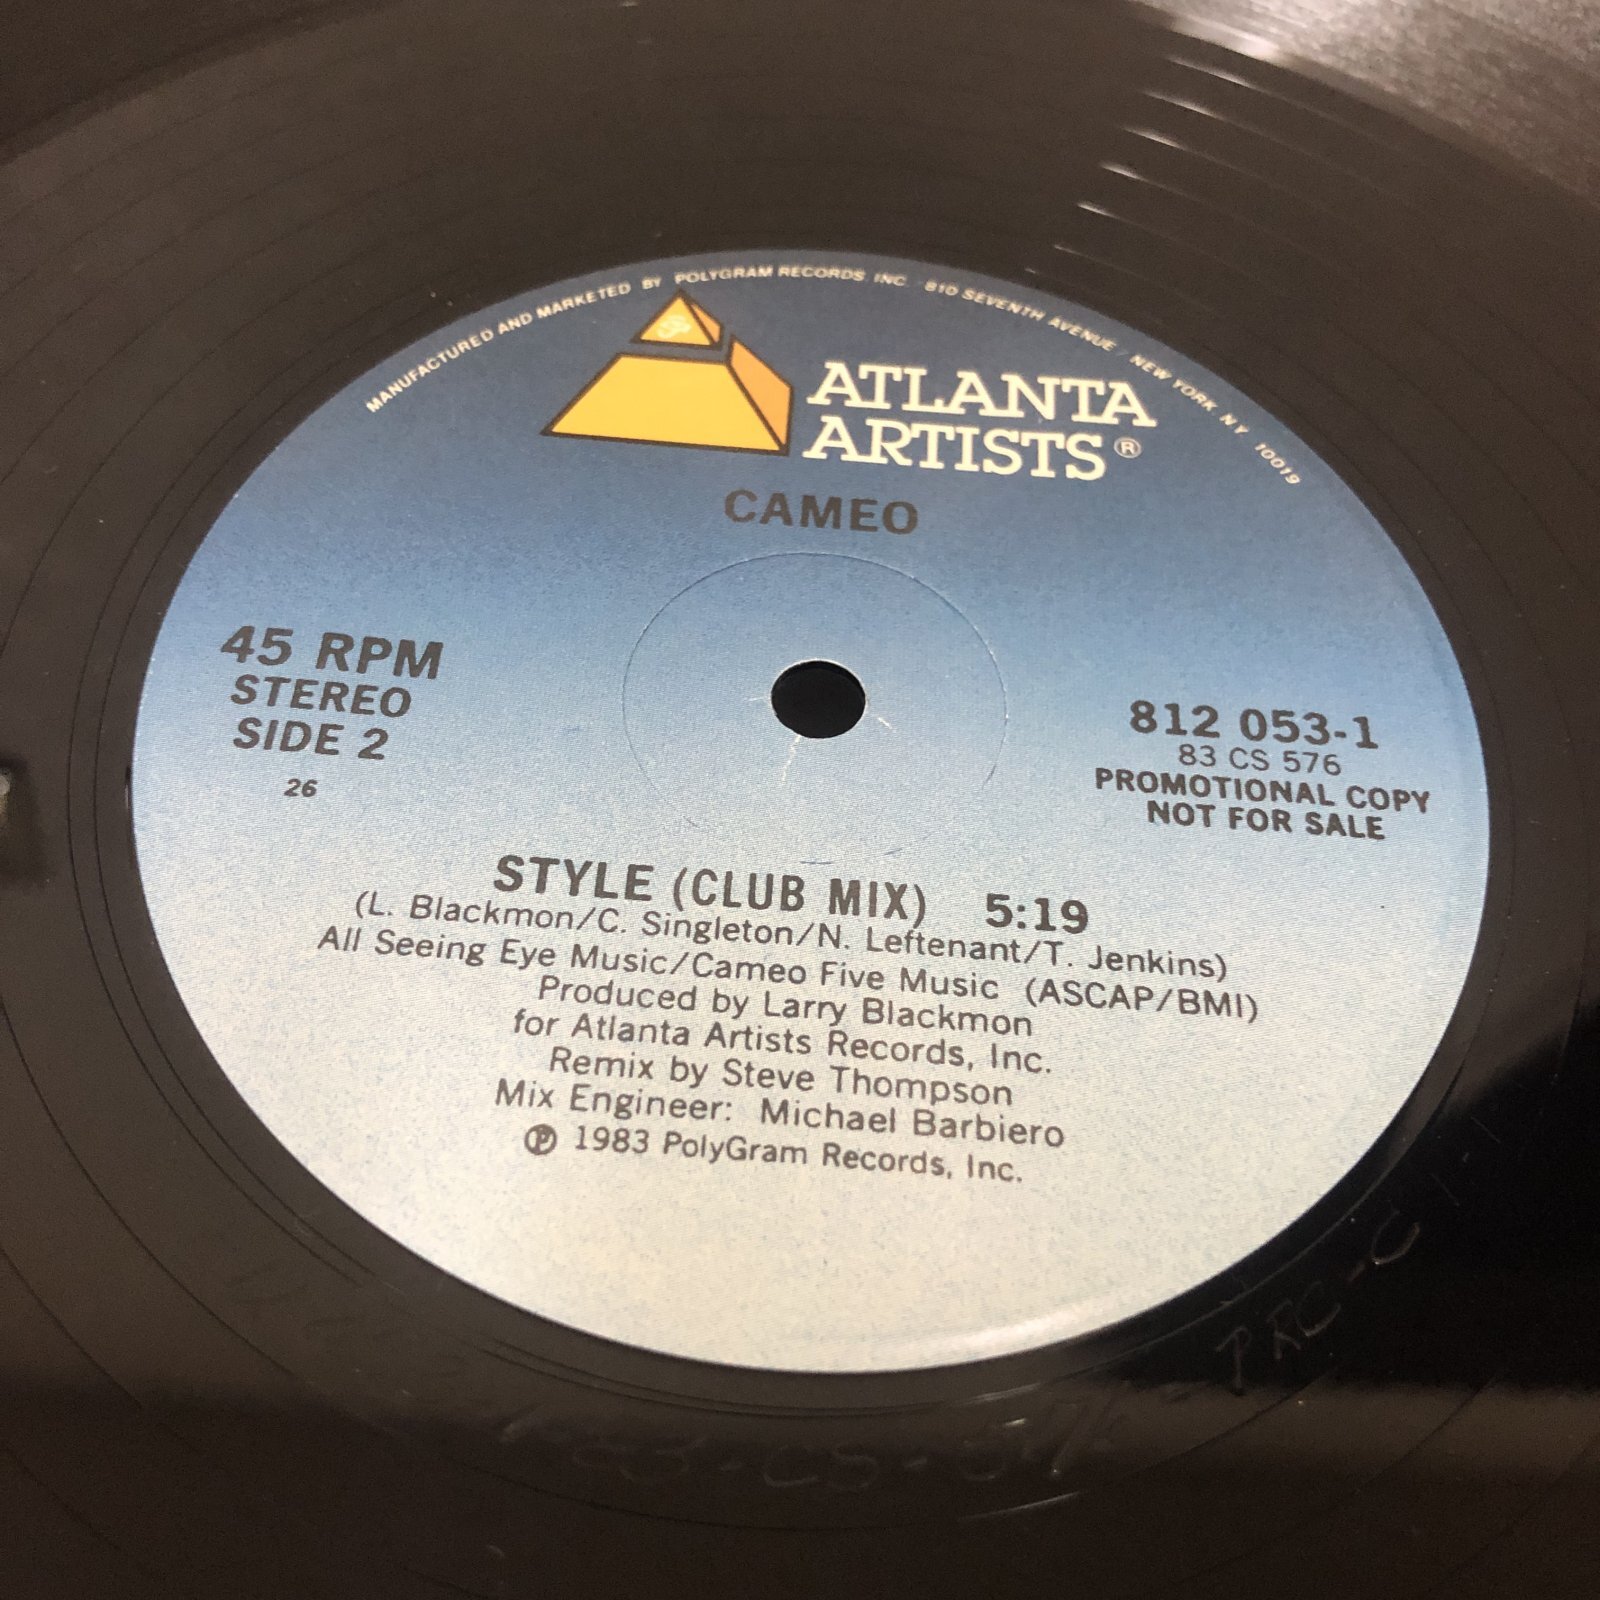 MANUFACTURED AND MARKETED BY POLYGRAM RECORDS, INC. 810 SEVENTH AVENUE / NEW YORK, N.Y. 10019
ATLANTA
ARTISTS®
CAMEO
45 RPM
STEREO
SIDE 2
26
812 053-1
83 CS 576
PROMOTIONAL COPY
NOT FOR SALE
STYLE (CLUB MIX) 5:19
(L. Blackmon/C. Singleton/N. Leftenant/T. Jenkins)
All Seeing Eye Music/Cameo Five Music (ASCAP/BMI)
Produced by Larry Blackmon
for Atlanta Artists Records, Inc.
Remix by Steve Thompson
Mix Engineer: Michael Barbiero
℗ 1983 PolyGram Records, Inc.